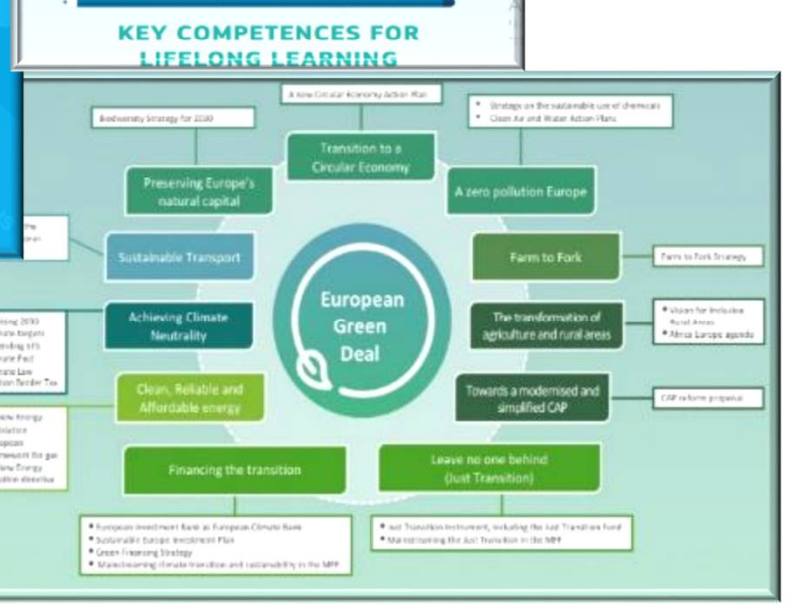 KEY COMPETENCES FOR
LIFELONG LEARNING
A new Circular Economy Action Plan
Biodiversity Strategy for 2030
Strategy on the sustainable use of chemicals
Clean Air and Water Action Plans
Transition to a
Circular Economy
Preserving Europe's
natural capital
A zero pollution Europe
Sustainable Transport
Farm to Fork
Farm to Fork Strategy
European
Green
Deal
Achieving Climate
Neutrality
The transformation of
agriculture and rural areas
Vision for Inclusive
Rural Areas
Africa Europe agenda
Clean, Reliable and
Affordable energy
Towards a modernised and
simplified CAP
CAP reform proposal
Financing the transition
Leave no one behind
(Just Transition)
European Investment Bank as European Climate Bank
Sustainable Europe Investment Plan
Green Financing Strategy
Mainstreaming climate transition and sustainability in the MFF
Just Transition Instrument, including the Just Transition Fund
Mainstreaming the Just Transition in the MFF